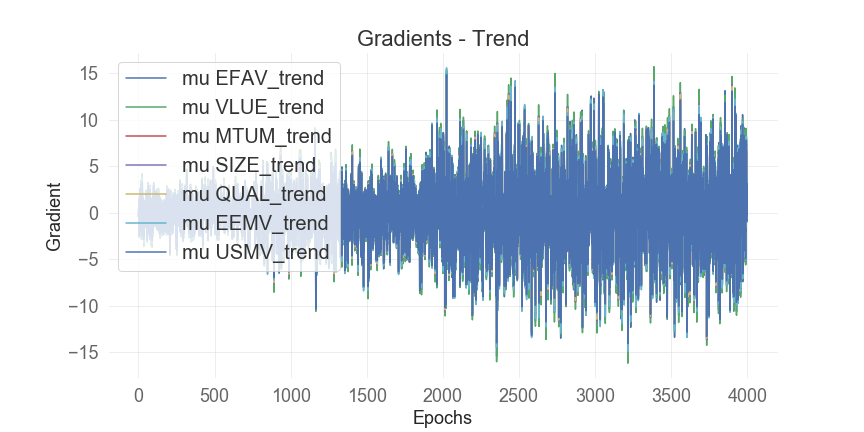 Gradients - Trend
mu EFAV_trend
mu VLUE_trend
mu MTUM_trend
mu SIZE_trend
mu QUAL_trend
mu EEMV_trend
mu USMV_trend
15
10
5
0
−5
−10
−15
Gradient
0 500 1000 1500 2000 2500 3000 3500 4000
Epochs